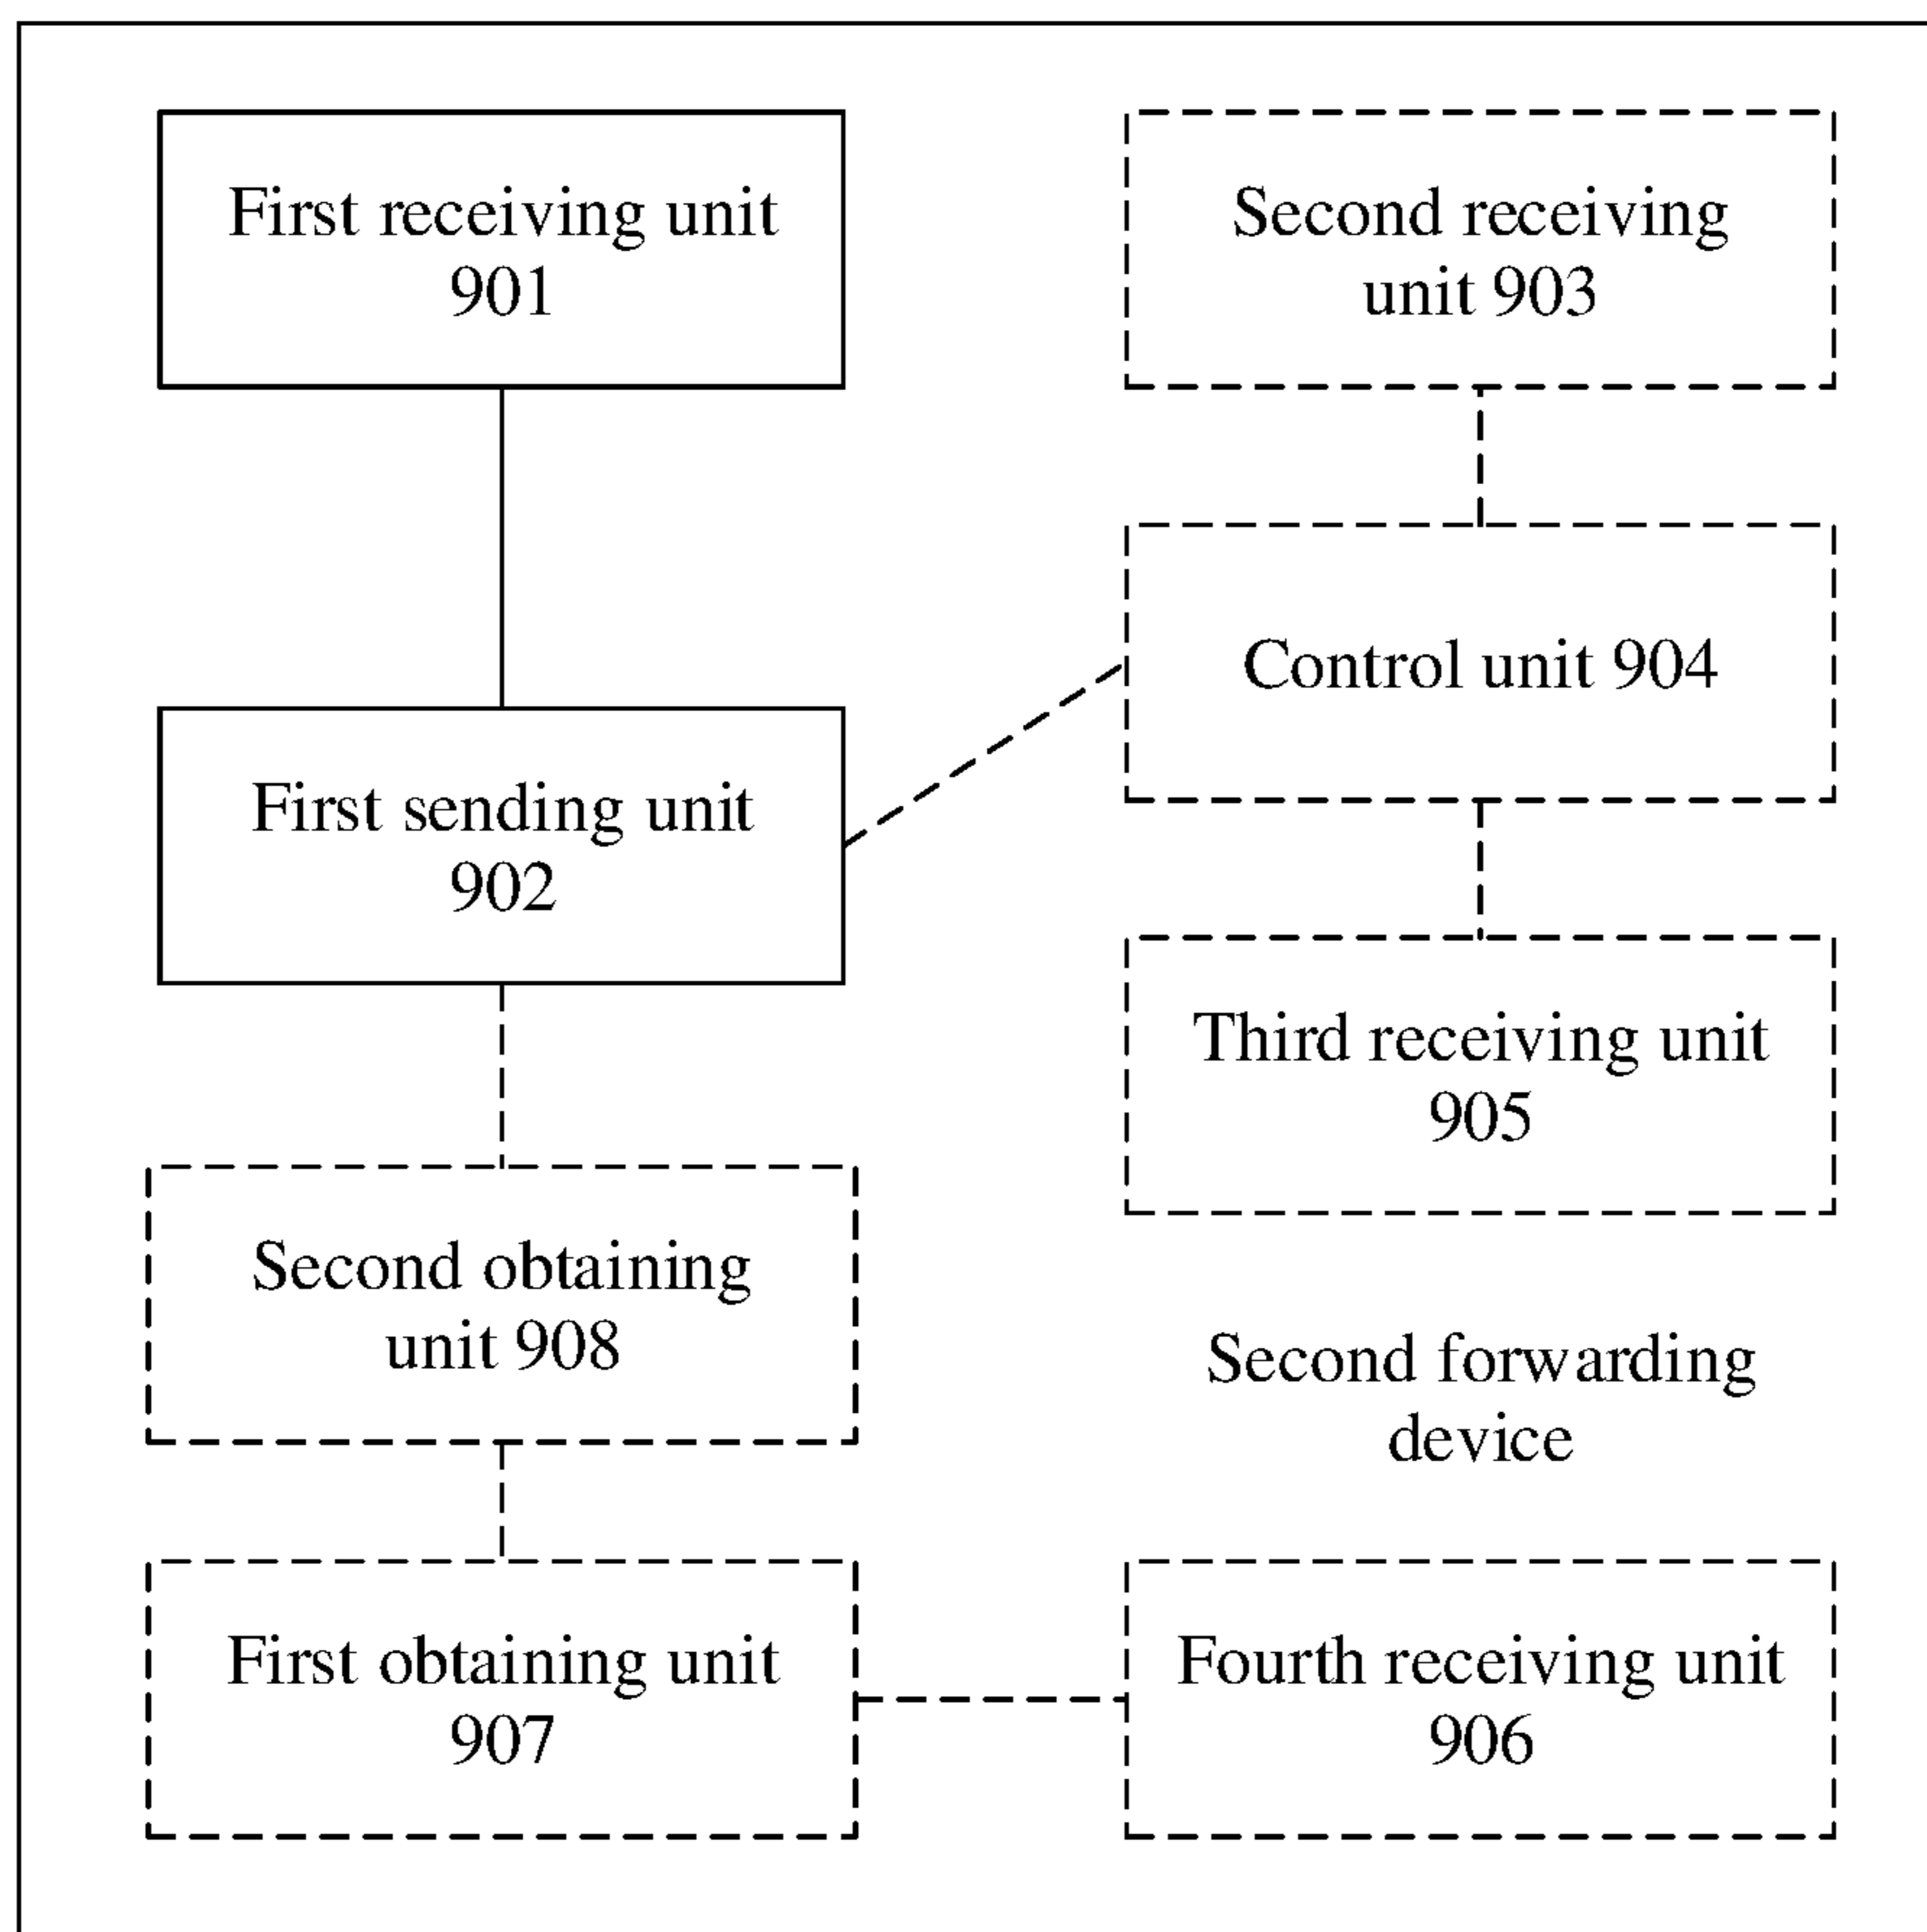 First receiving unit
901
Second receiving
unit 903
Control unit 904
First sending unit
902
Third receiving unit
905
Second obtaining
unit 908
Second forwarding
device
First obtaining unit
907
Fourth receiving unit
906